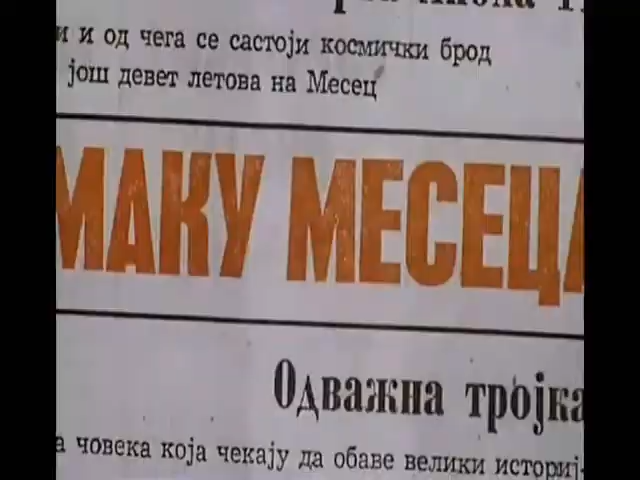 и и од чега се састоји космички брод
још девет летова на Месец
МАКУ МЕСЕЦА
Одважна тројка
а човека која чекају да обаве велики историј-